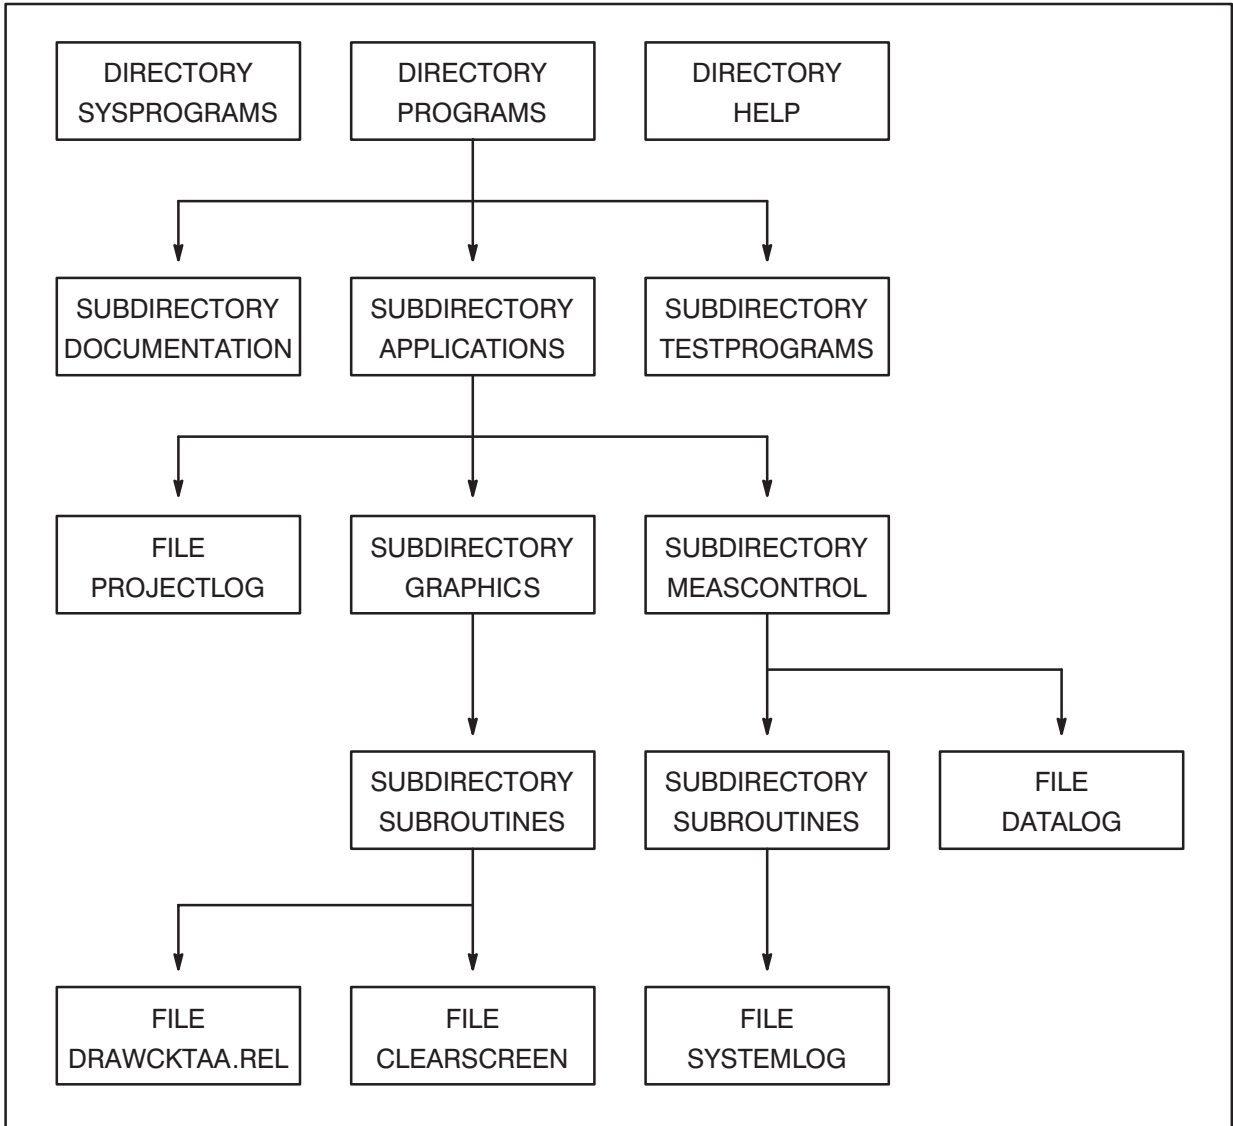 DIRECTORY
SYSPROGRAMS
DIRECTORY
PROGRAMS
DIRECTORY
HELP
SUBDIRECTORY
DOCUMENTATION
SUBDIRECTORY
APPLICATIONS
SUBDIRECTORY
TESTPROGRAMS
FILE
PROJECTLOG
SUBDIRECTORY
GRAPHICS
SUBDIRECTORY
MEASCONTROL
SUBDIRECTORY
SUBROUTINES
SUBDIRECTORY
SUBROUTINES
FILE
DATALOG
FILE
DRAWCKTAA.REL
FILE
CLEARSCREEN
FILE
SYSTEMLOG